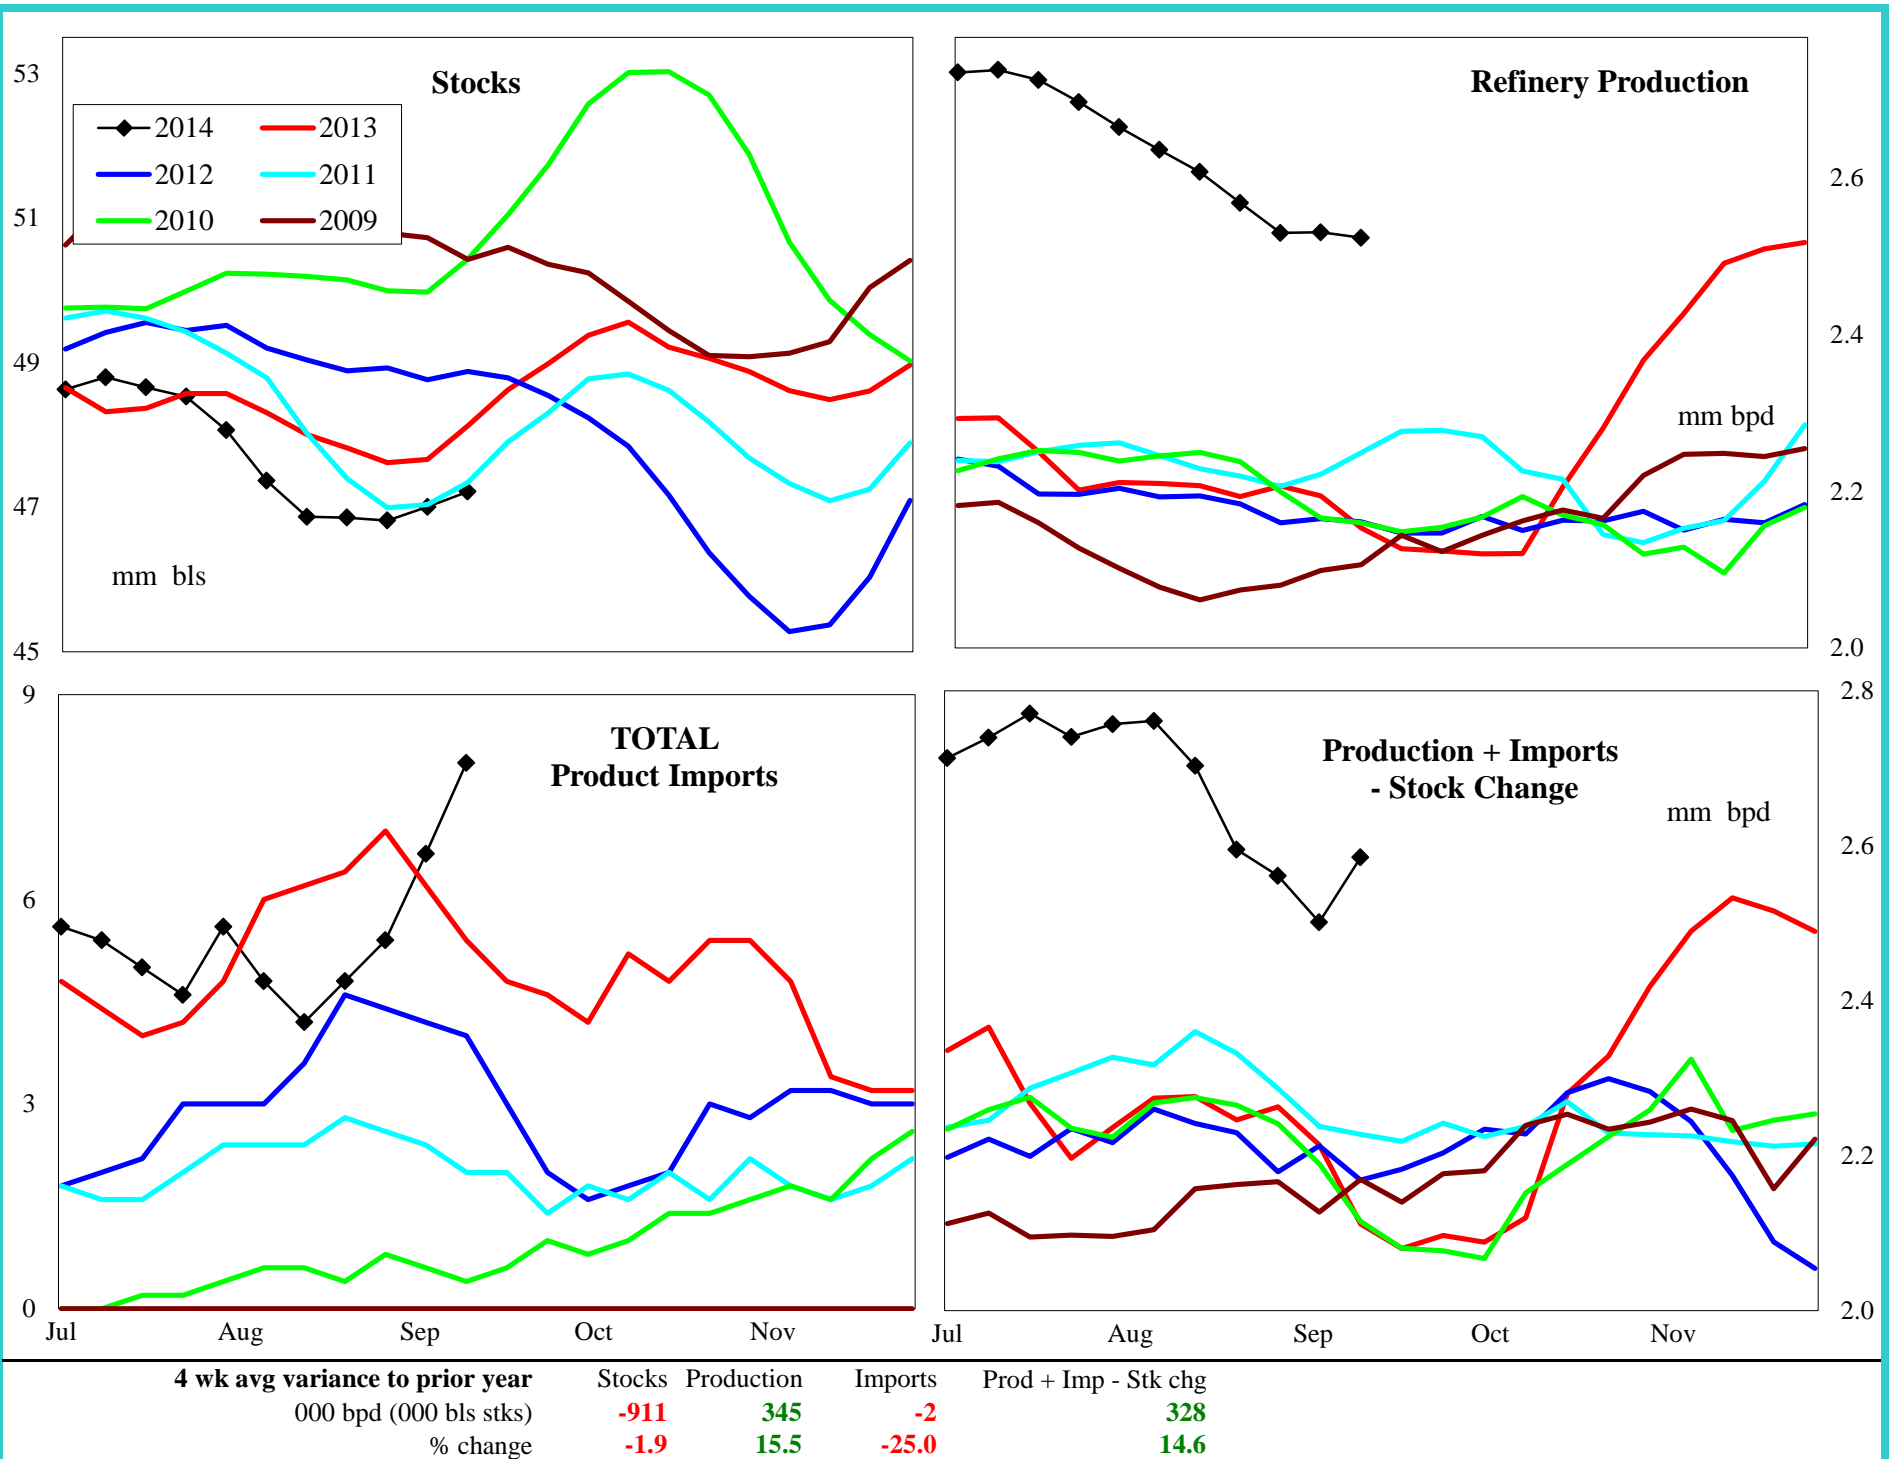 Stocks
53
51
49
47
45
2014
2013
2012
2011
2010
2009
mm bls
Refinery Production
2.6
2.4
2.2
2.0
mm bpd
TOTAL
Product Imports
9
6
3
0
Jul Aug Sep Oct Nov
Production + Imports
- Stock Change
mm bpd
2.8
2.6
2.4
2.2
2.0
Jul Aug Sep Oct Nov
4 wk avg variance to prior year Stocks Production Imports Prod + Imp - Stk chg
000 bpd (000 bls stks) -911 345 -2 328
% change -1.9 15.5 -25.0 14.6